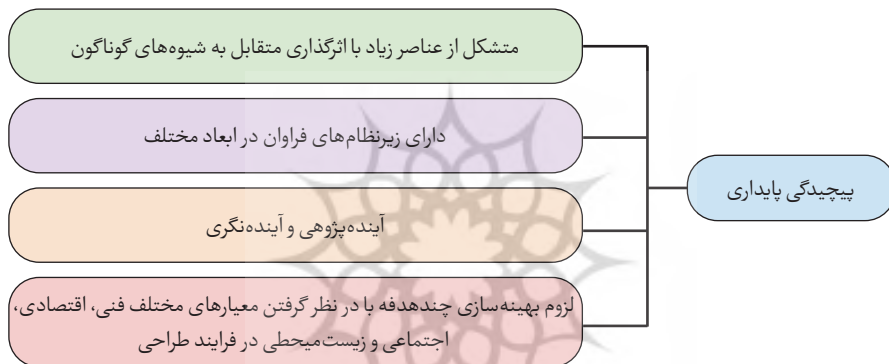 متشکل از عناصر زیاد با اثرگذاری متقابل به شیوه‌های گوناگون
دارای زیرنظام‌های فراوان در ابعاد مختلف
پیچیدگی پایداری
آینده‌پژوهی و آینده‌نگری
لزوم بهینه‌سازی چندهدفه با در نظر گرفتن معیارهای مختلف فنی، اقتصادی،
اجتماعی و زیست‌میحطی در فرایند طراحی